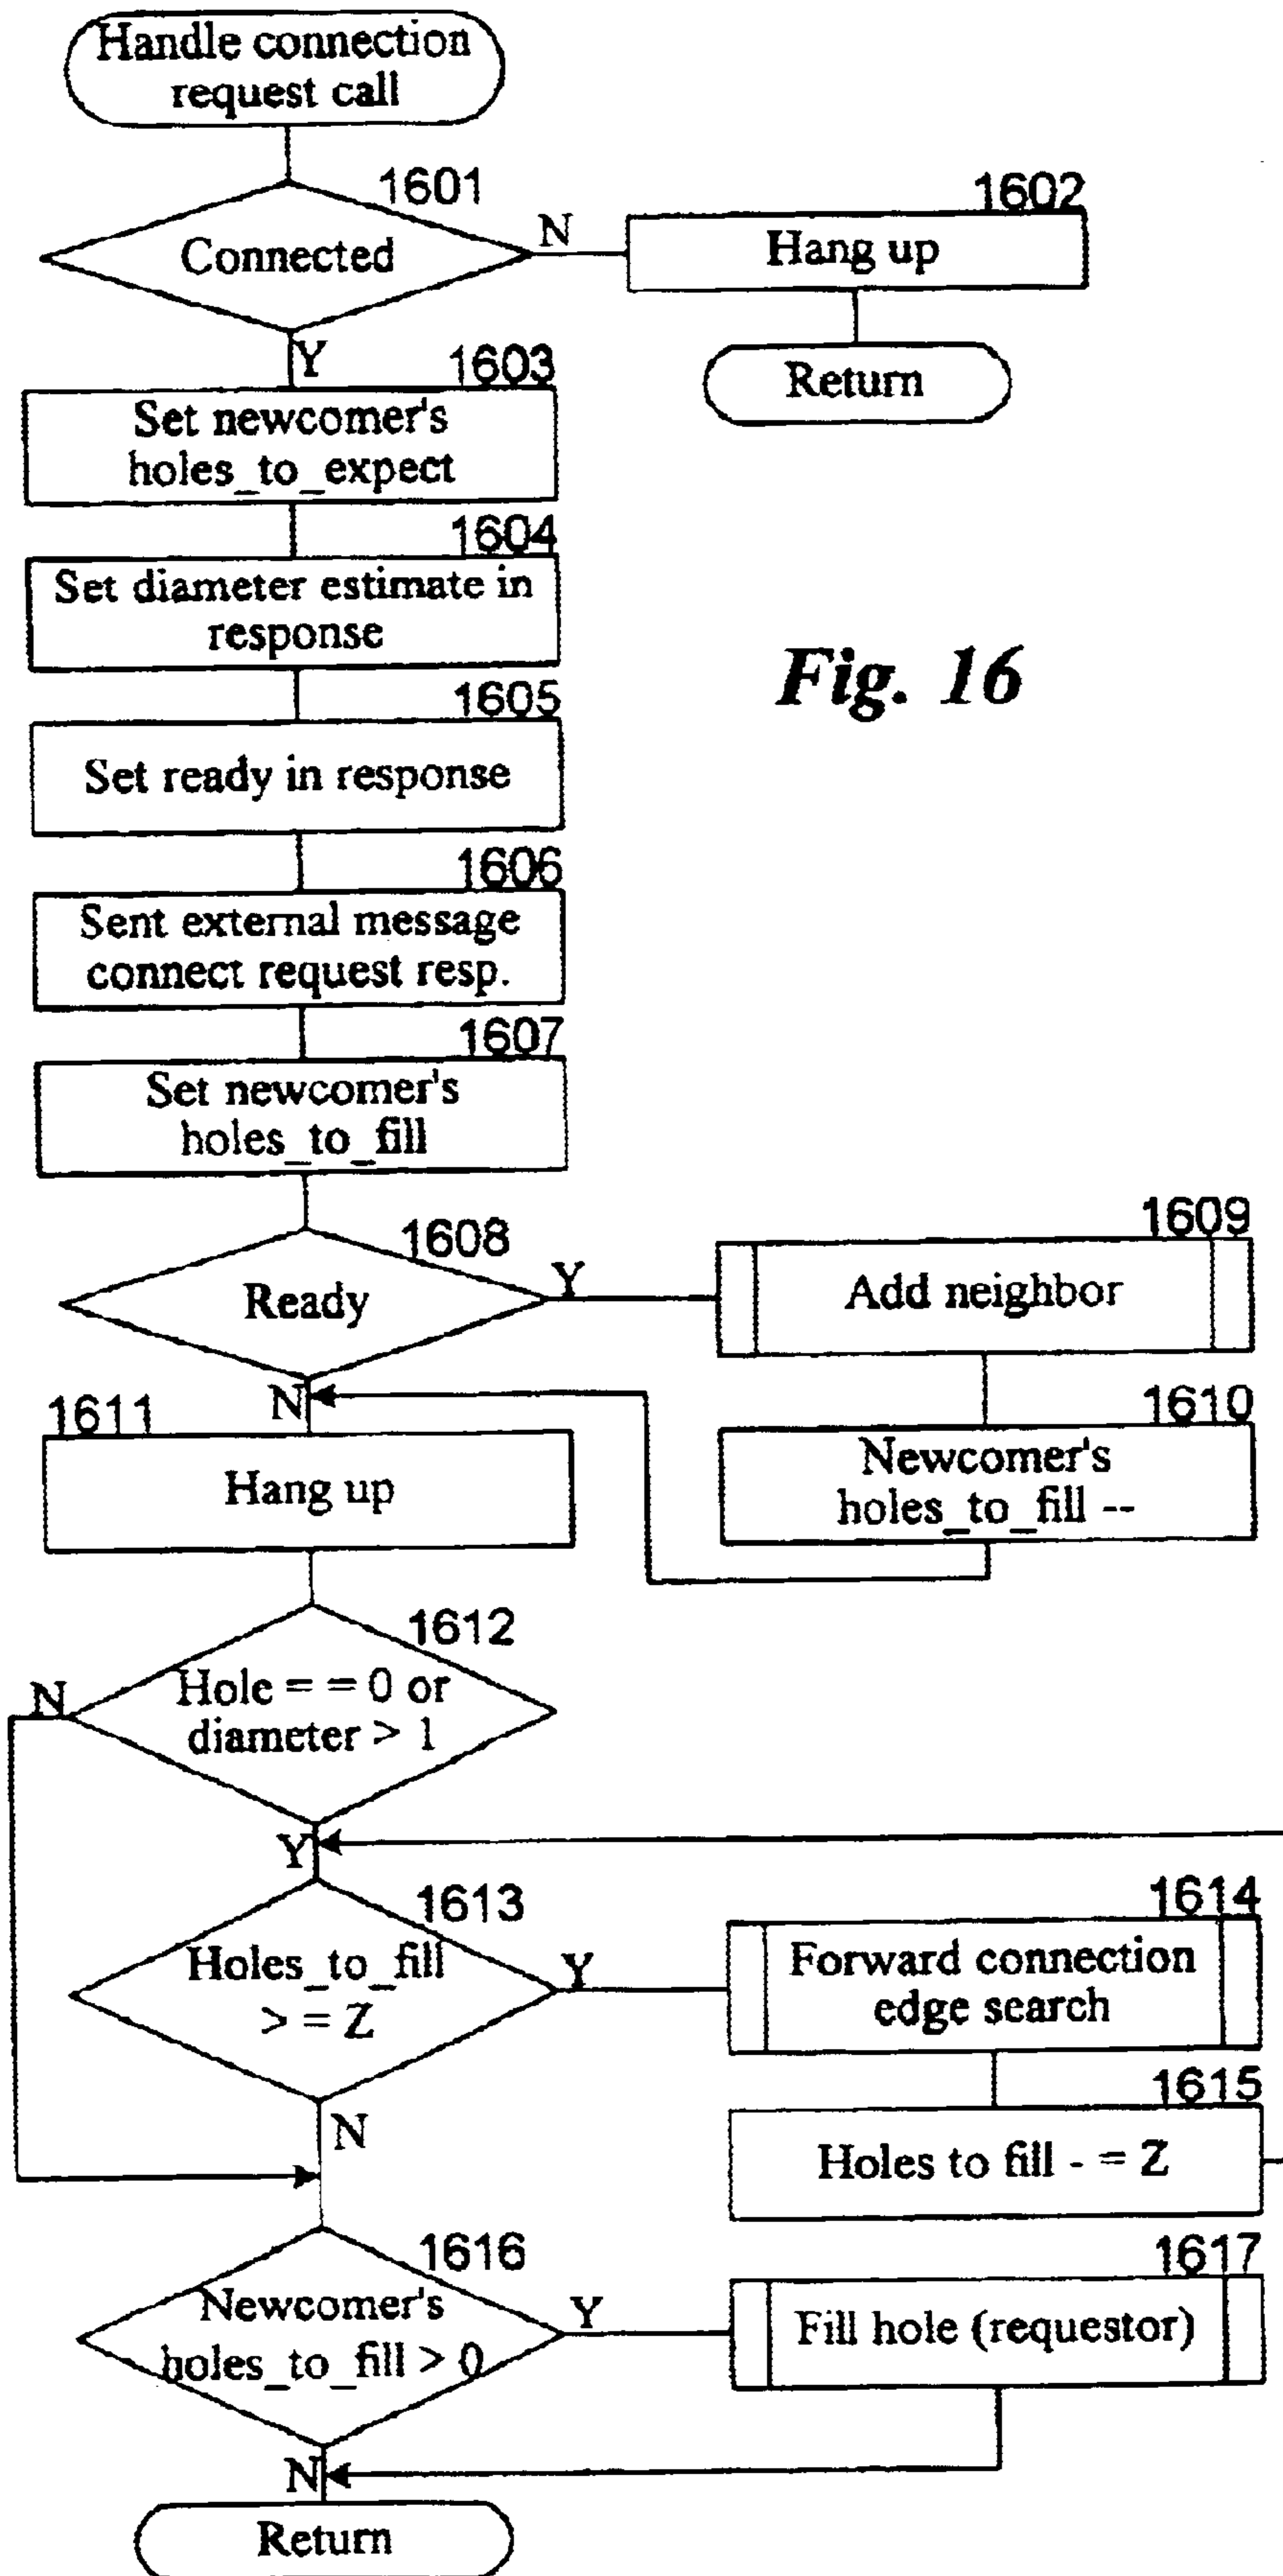 Handle connection
request call
1601
Connected
N
1602
Hang up
Return
Y
1603
Set newcomer's
holes_to_expect
1604
Set diameter estimate in
response
Fig. 16
1605
Set ready in response
1606
Sent external message
connect request resp.
1607
Set newcomer's
holes_to_fill
1608
Ready
Y
1609
Add neighbor
N
1610
Newcomer's
holes_to_fill --
1611
Hang up
1612
Hole = = 0 or
diameter > 1
N
Y
1613
Holes_to_fill
> = Z
Y
1614
Forward connection
edge search
N
1615
Holes to fill - = Z
1616
Newcomer's
holes_to_fill > 0
Y
1617
Fill hole (requestor)
N
Return